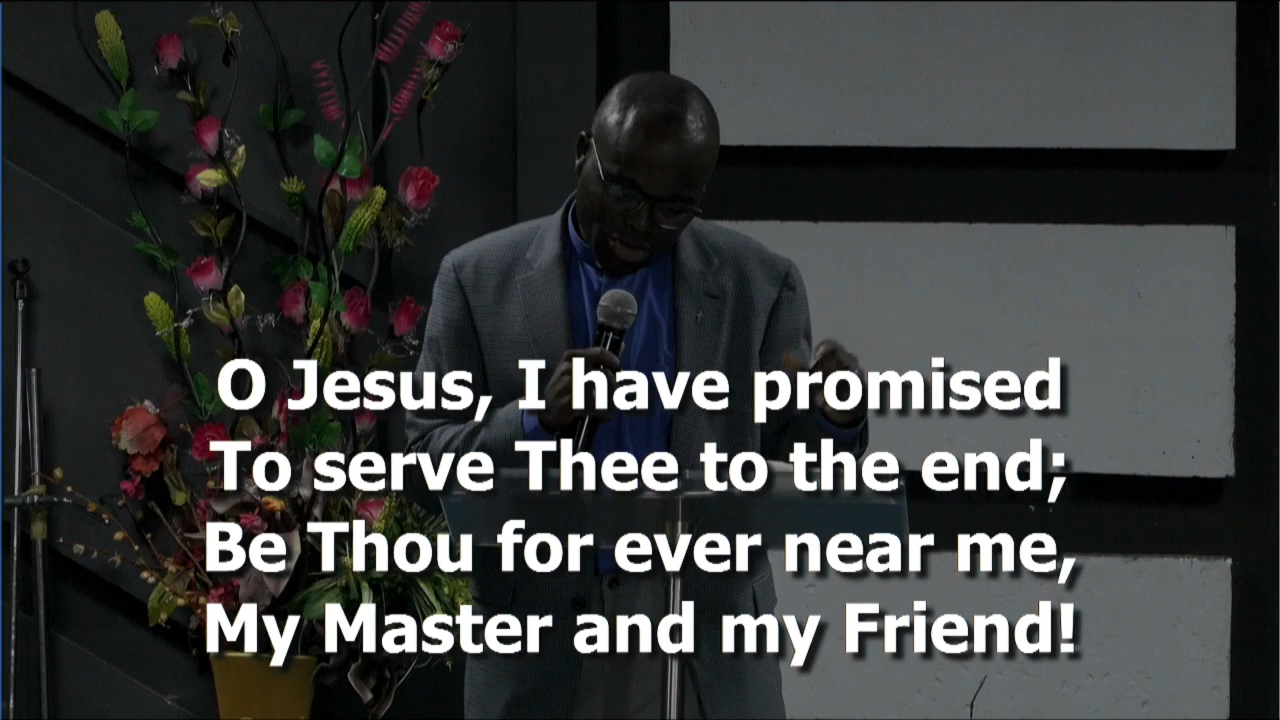 O Jesus, I have promised
To serve Thee to the end;
Be Thou for ever near me,
My Master and my Friend!